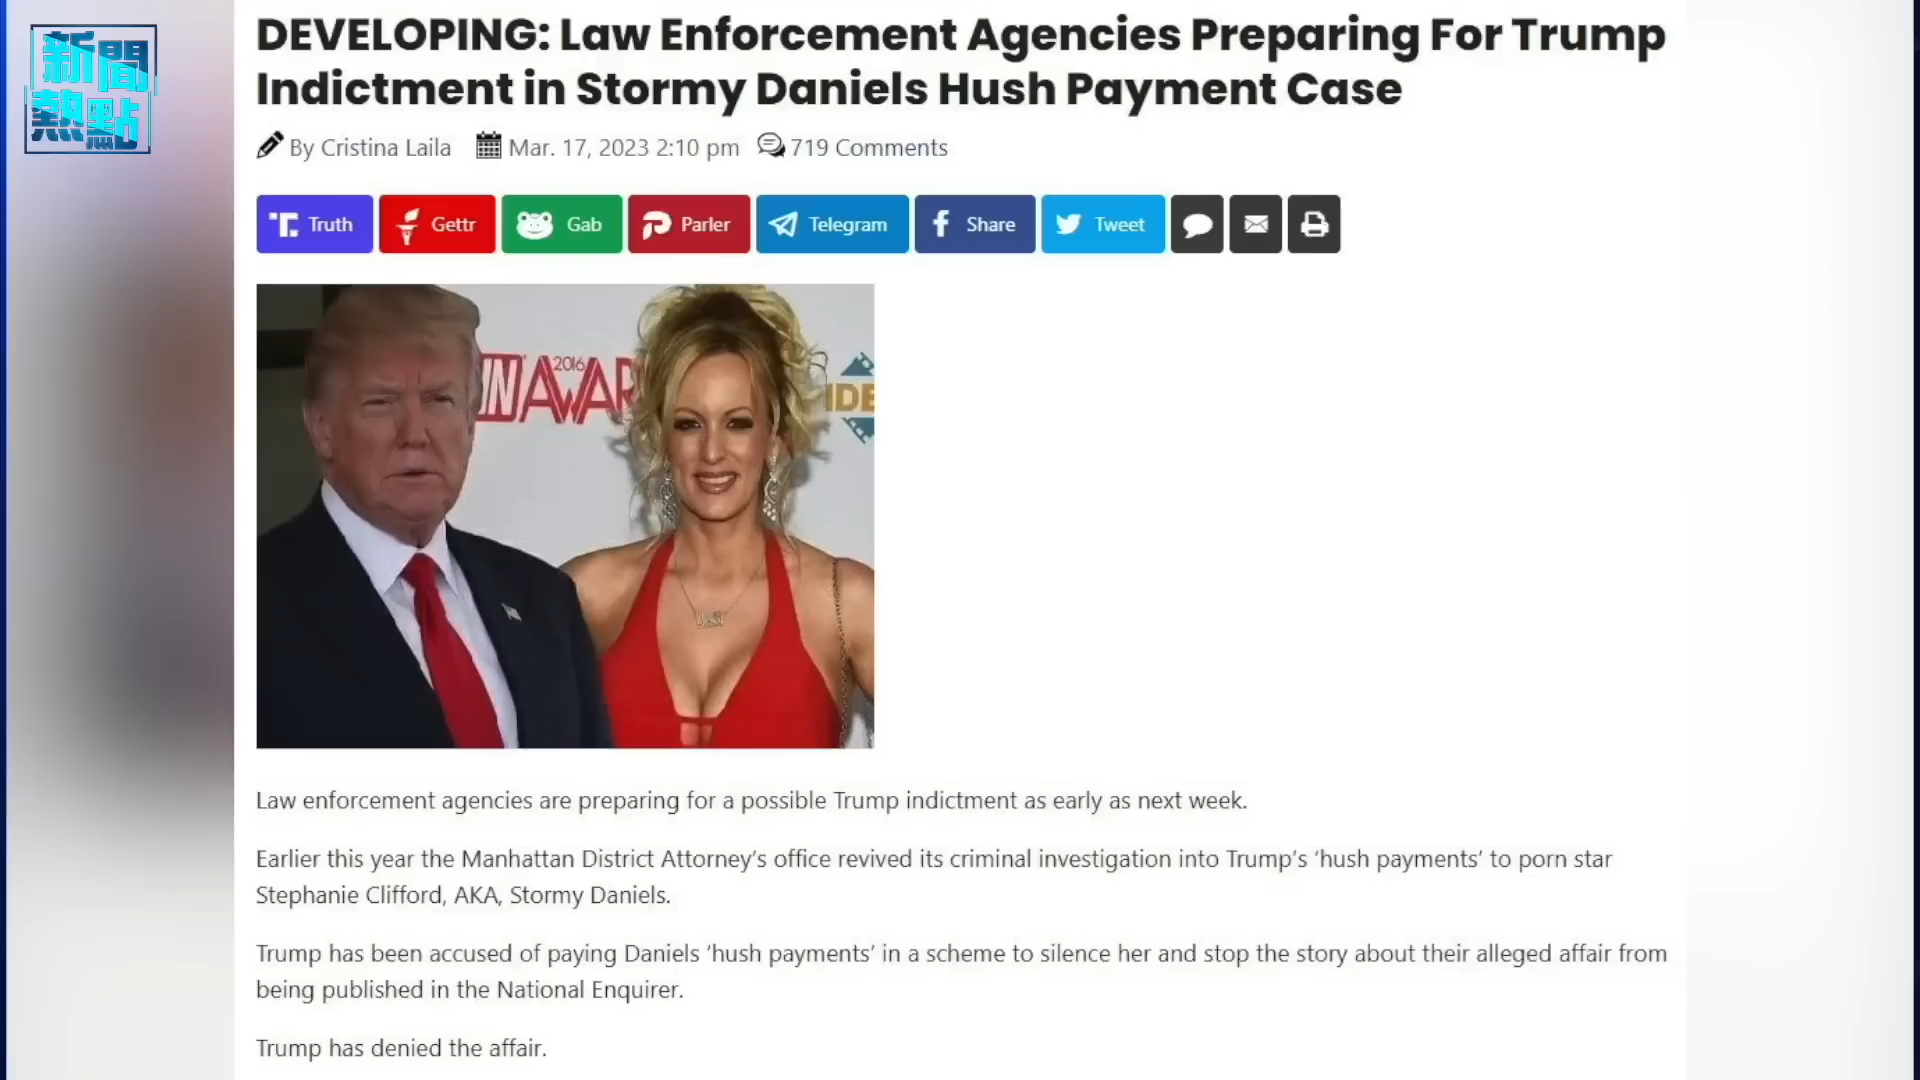 新聞
熱點
DEVELOPING: Law Enforcement Agencies Preparing For Trump
Indictment in Stormy Daniels Hush Payment Case
By Cristina Laila Mar. 17, 2023 2:10 pm 719 Comments
Truth Gettr Gab Parler Telegram Share Tweet
2016
AWAR
IDE
Law enforcement agencies are preparing for a possible Trump indictment as early as next week.
Earlier this year the Manhattan District Attorney’s office revived its criminal investigation into Trump’s ‘hush payments’ to porn star
Stephanie Clifford, AKA, Stormy Daniels.
Trump has been accused of paying Daniels ‘hush payments’ in a scheme to silence her and stop the story about their alleged affair from
being published in the National Enquirer.
Trump has denied the affair.